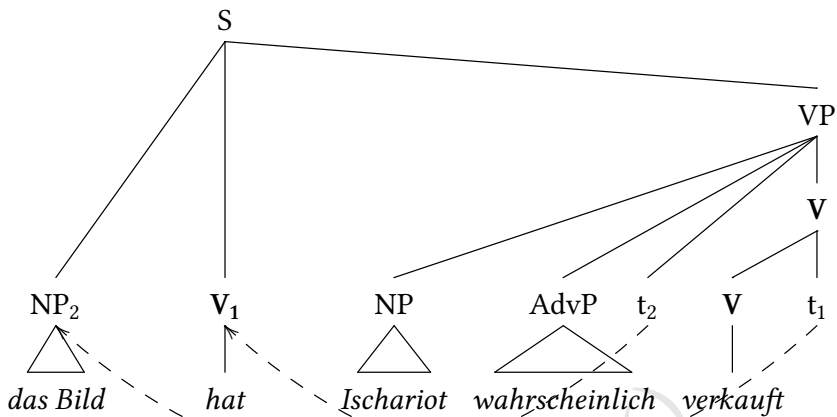 S
VP
V
NP₂ V₁ NP AdvP t₂ V t₁
das Bild hat Ischariot wahrscheinlich verkauft